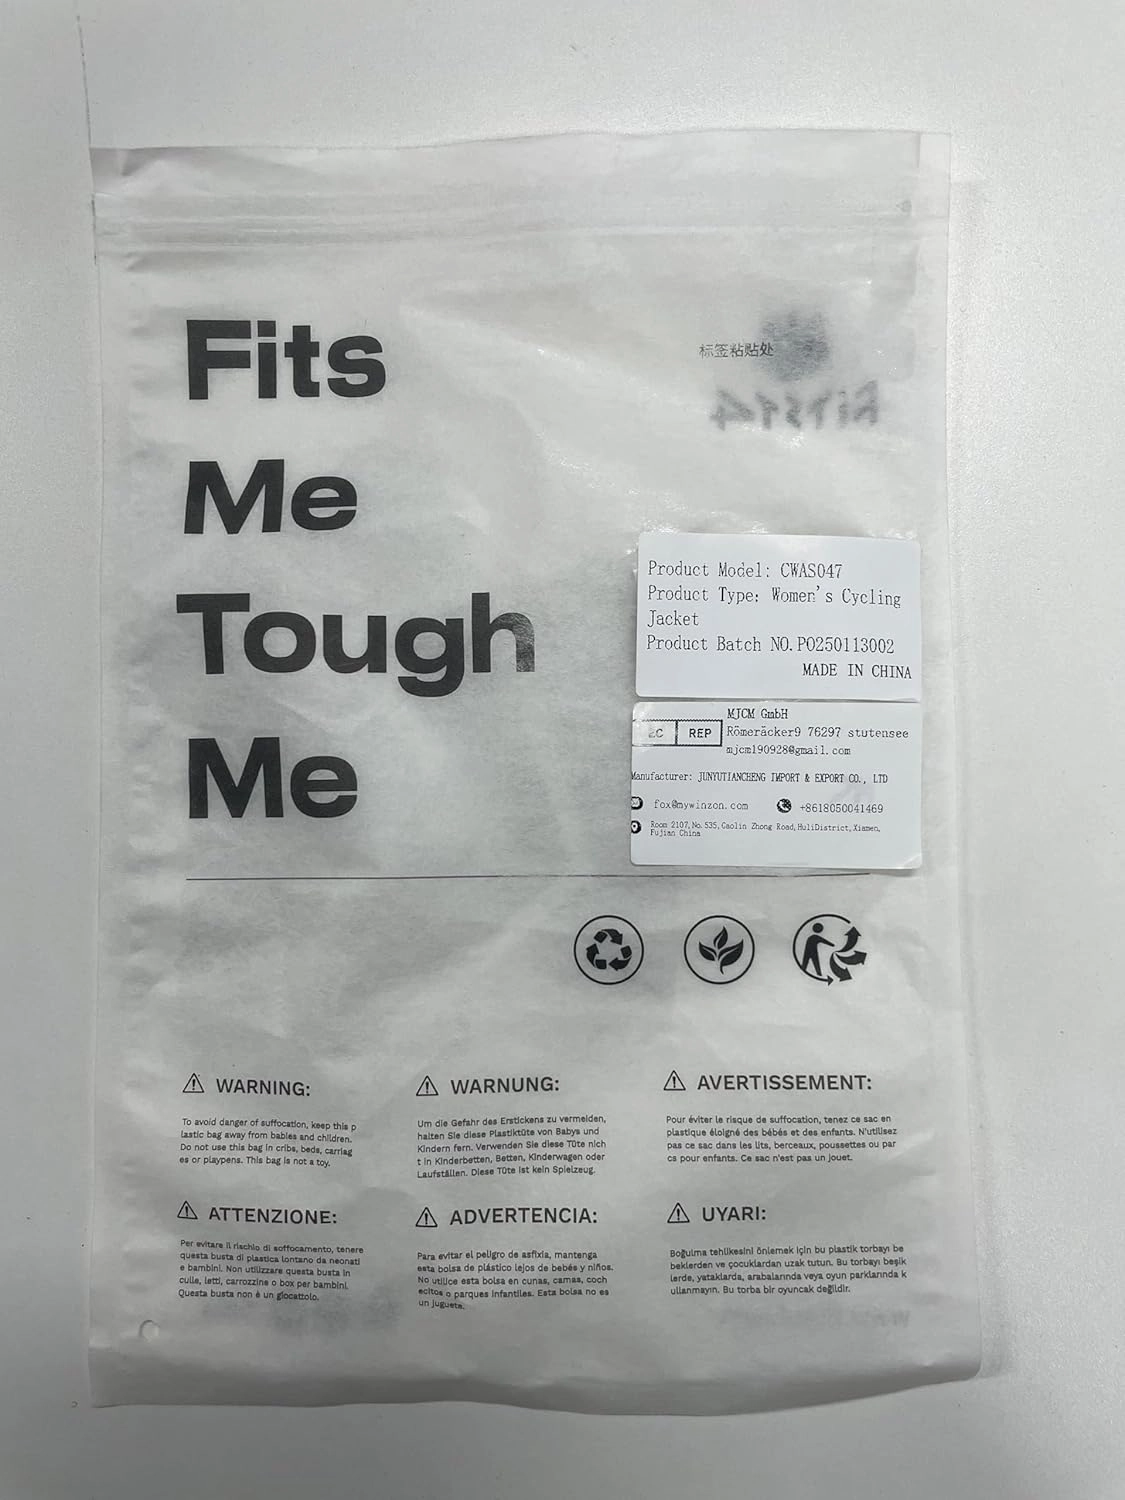 Fits
Me
Tough
Me
标签粘贴处
Product Model: CWAS047
Product Type: Women's Cycling
Jacket
Product Batch NO.PO250113002
MADE IN CHINA
EC REP
MJCM GmbH
Römeräcker9 76297 stutensee
mjcm190928@gmail.com
Manufacturer: JUNYUTIANCHENG IMPORT & EXPORT CO., LTD
fox@mywinzon.com
+8618050041469
Room 2107, No. 535, Gaolin Zhong Road, HuliDistrict, Xiamen,
Fujian China
WARNING:
To avoid danger of suffocation, keep this p
lastic bag away from babies and children.
Do not use this bag in cribs, beds, carriag
es or playpens. This bag is not a toy.
WARNUNG:
Um die Gefahr des Erstickens zu vermeiden,
halten Sie diese Plastiktüte von Babys und
Kindern fern. Verwenden Sie diese Tüte nich
t in Kinderbetten, Betten, Kinderwagen oder
Laufställen. Diese Tüte ist kein Spielzeug.
AVERTISSEMENT:
Pour éviter le risque de suffocation, tenez ce sac en
plastique éloigné des bébés et des enfants. N'utilisez
pas ce sac dans les lits, berceaux, poussettes ou par
cs pour enfants. Ce sac n'est pas un jouet.
ATTENZIONE:
Per evitare il rischio di soffocamento, tenere
questa busta di plastica lontano da neonati
e bambini. Non utilizzare questa busta in
culle, letti, carrozzine o box per bambini.
Questa busta non è un giocattolo.
ADVERTENCIA:
Para evitar el peligro de asfixia, mantenga
esta bolsa de plástico lejos de bebés y niños.
No utilice esta bolsa en cunas, camas, coch
ecitos o parques infantiles. Esta bolsa no es
un juguete.
UYARI:
Boğulma tehlikesini önlemek için bu plastik torbayı be
beklerden ve çocuklardan uzak tutun. Bu torbayı beşik
lerde, yataklarda, arabalarında veya oyun parklarında k
ullanmayın. Bu torba bir oyuncak değildir.